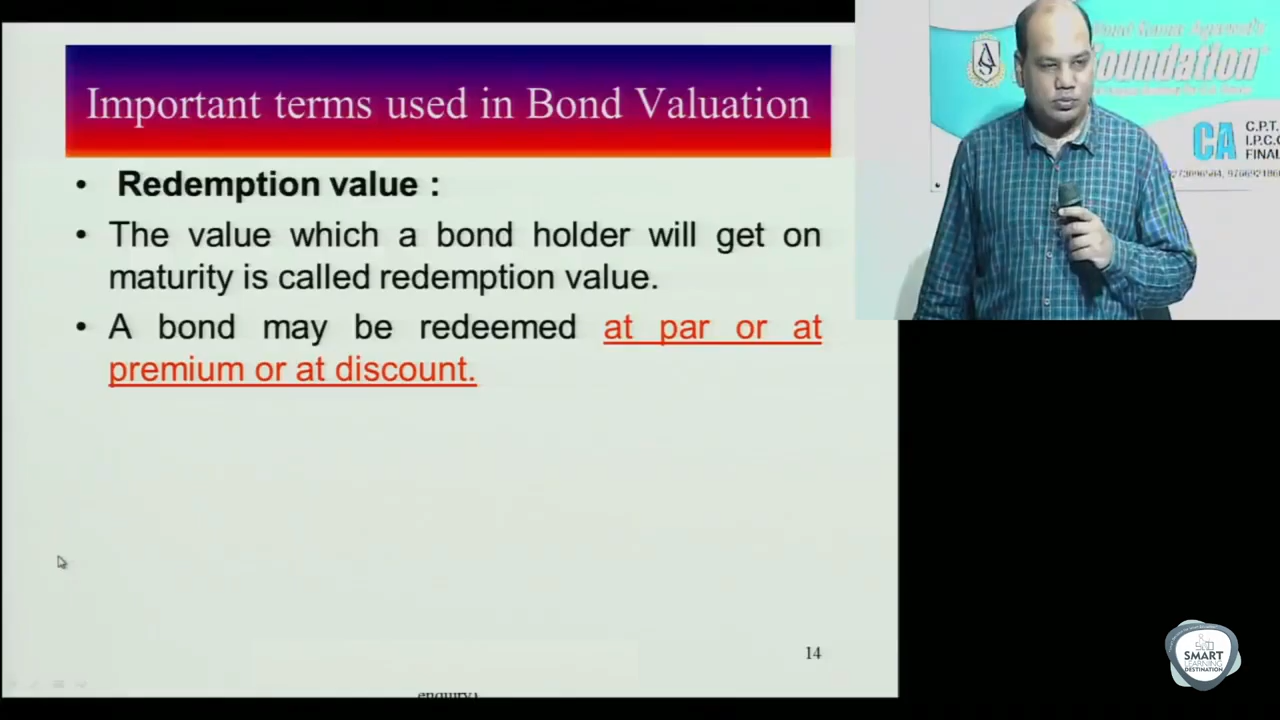 Important terms used in Bond Valuation
• Redemption value :
• The value which a bond holder will get on
maturity is called redemption value.
• A bond may be redeemed at par or at
premium or at discount.
14
Foundation
CA
C.P.T.
I.P.C.C
FINAL
SMART
LEARNING
DESTINATION